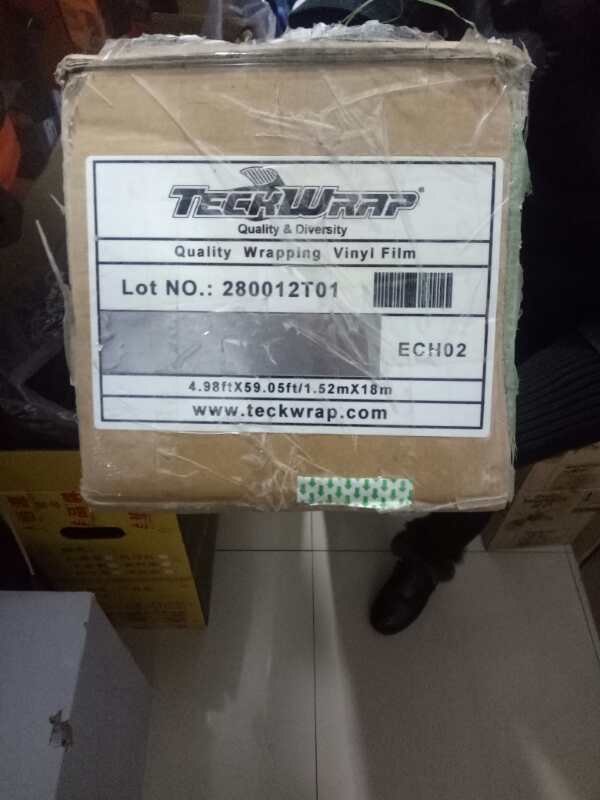 TECKWRAP®
Quality & Diversity
Quality Wrapping Vinyl Film
Lot NO.: 280012T01
ECH02
4.98ftX59.05ft/1.52mX18m
www.teckwrap.com